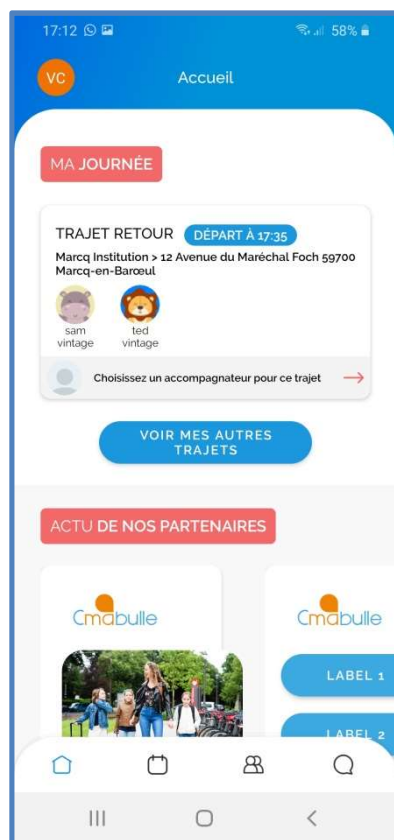 17:12 58%
VC Accueil
MA JOURNÉE
TRAJET RETOUR DÉPART À 17:35
Marcq Institution > 12 Avenue du Maréchal Foch 59700
Marcq-en-Barœul
sam ted
vintage vintage
Choisissez un accompagnateur pour ce trajet
VOIR MES AUTRES
TRAJETS
ACTU DE NOS PARTENAIRES
Cmabulle Cmabulle
LABEL 1
LABEL 2